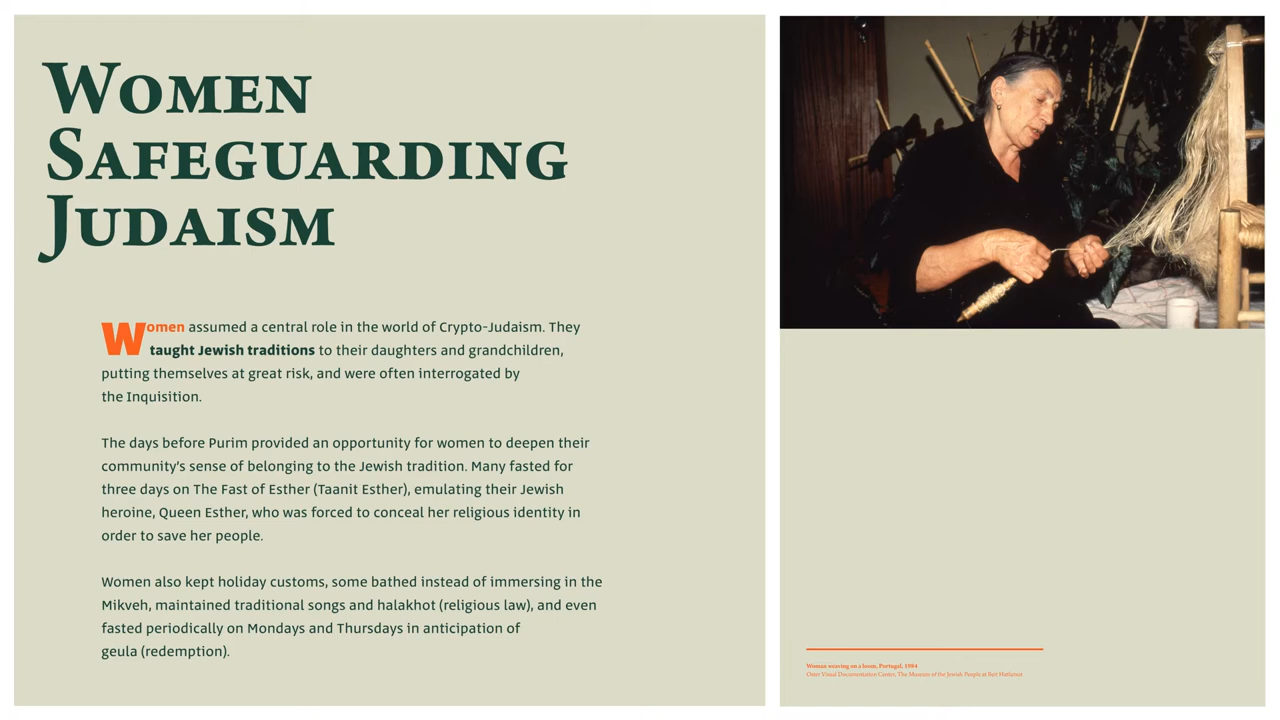 Women
Safeguarding
Judaism
Women assumed a central role in the world of Crypto-Judaism. They
taught Jewish traditions to their daughters and grandchildren,
putting themselves at great risk, and were often interrogated by
the Inquisition.
The days before Purim provided an opportunity for women to deepen their
community's sense of belonging to the Jewish tradition. Many fasted for
three days on The Fast of Esther (Taanit Esther), emulating their Jewish
heroine, Queen Esther, who was forced to conceal her religious identity in
order to save her people.
Women also kept holiday customs, some bathed instead of immersing in the
Mikveh, maintained traditional songs and halakhot (religious law), and even
fasted periodically on Mondays and Thursdays in anticipation of
geula (redemption).
Woman weaving on a loom, Portugal, 1984
Oster Visual Documentation Center, The Museum of the Jewish People at Beit Hatfutsot